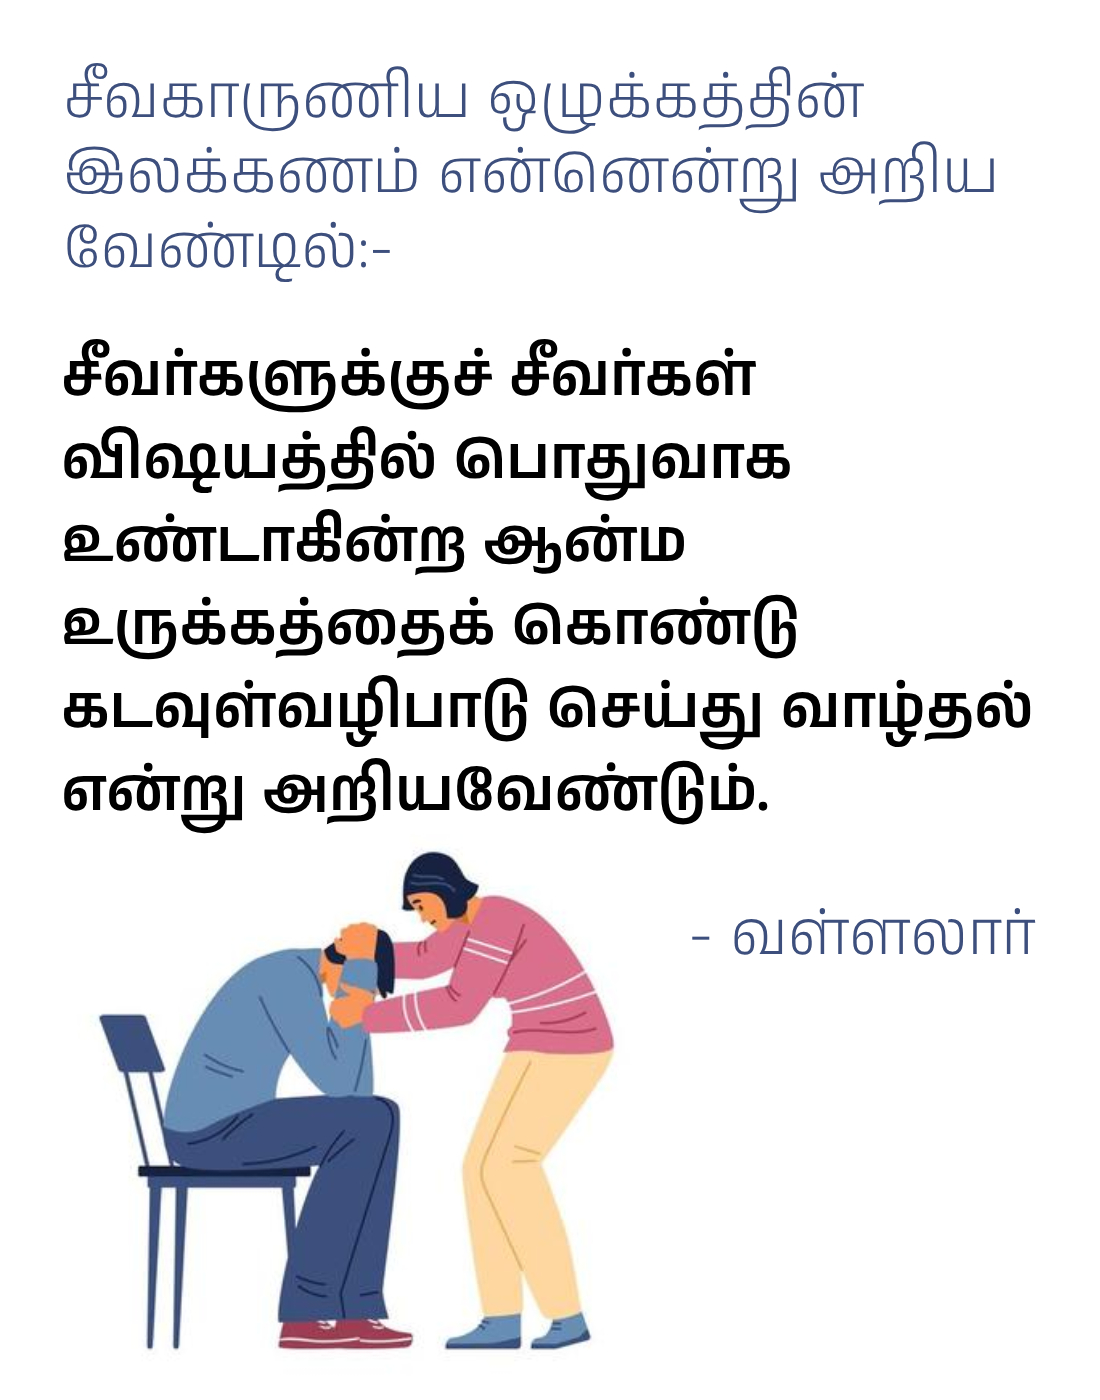 சீவகாருணிய ஒழுக்கத்தின்
இலக்கணம் என்னென்று அறிய
வேண்டில்:-
சீவர்களுக்குச் சீவர்கள்
விஷயத்தில் பொதுவாக
உண்டாகின்ற ஆன்ம
உருக்கத்தைக் கொண்டு
கடவுள்வழிபாடு செய்து வாழ்தல்
என்று அறியவேண்டும்.
- வள்ளலார்